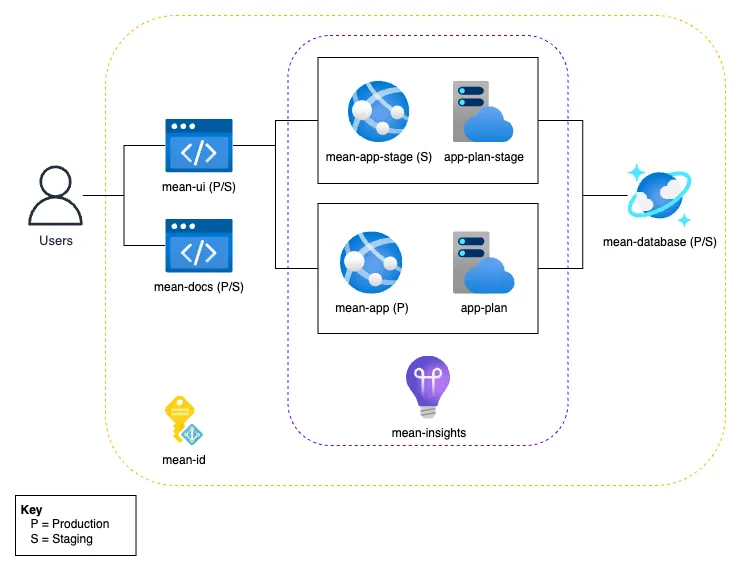 mean-app-stage (S)
app-plan-stage
mean-ui (P/S)
Users
mean-database (P/S)
mean-docs (P/S)
mean-app (P)
app-plan
mean-insights
mean-id
Key
P = Production
S = Staging